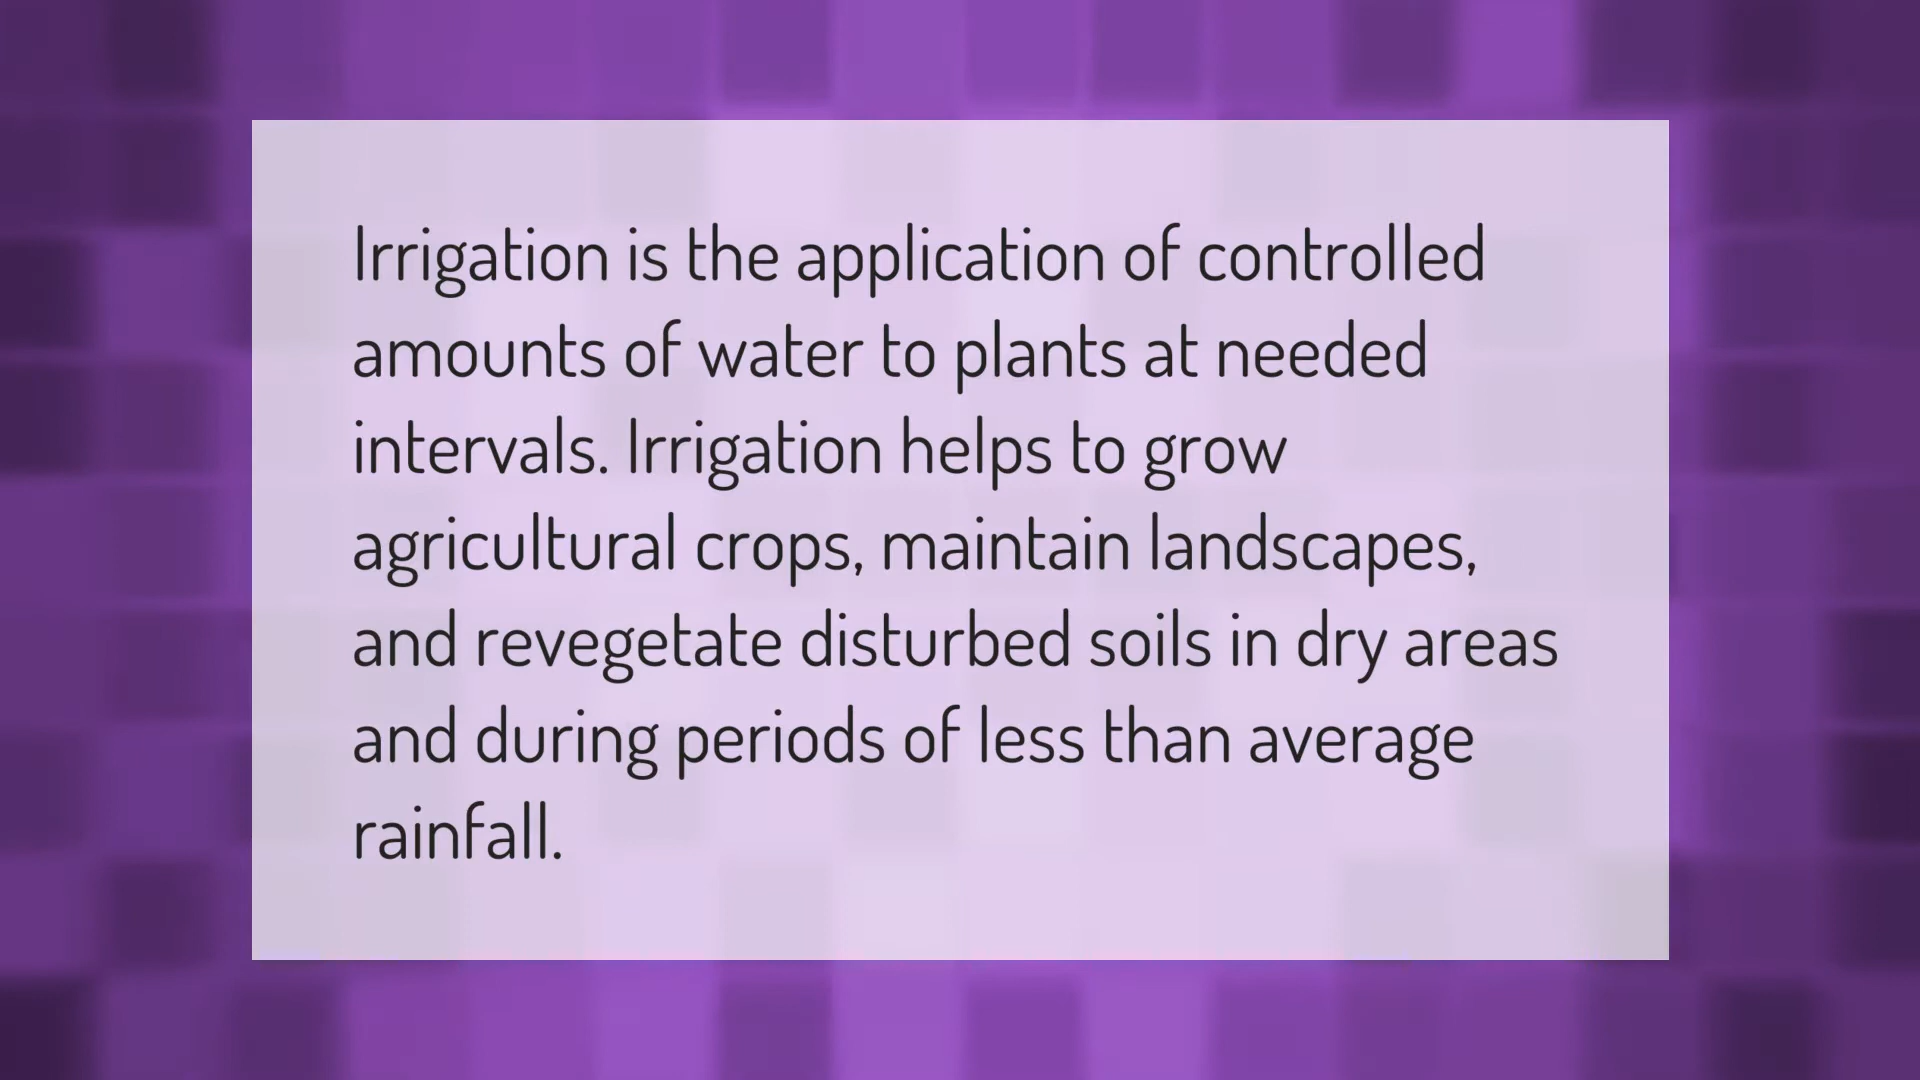 Irrigation is the application of controlled
amounts of water to plants at needed
intervals. Irrigation helps to grow
agricultural crops, maintain landscapes,
and revegetate disturbed soils in dry areas
and during periods of less than average
rainfall.